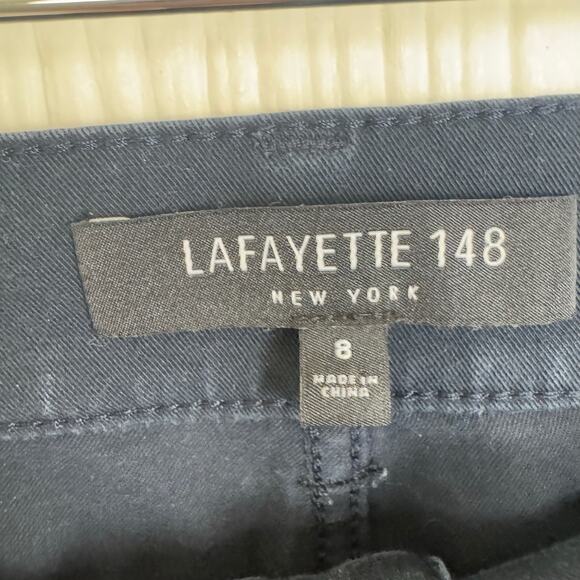 LAFAYETTE 148
NEW YORK
8
MADE IN
CHINA